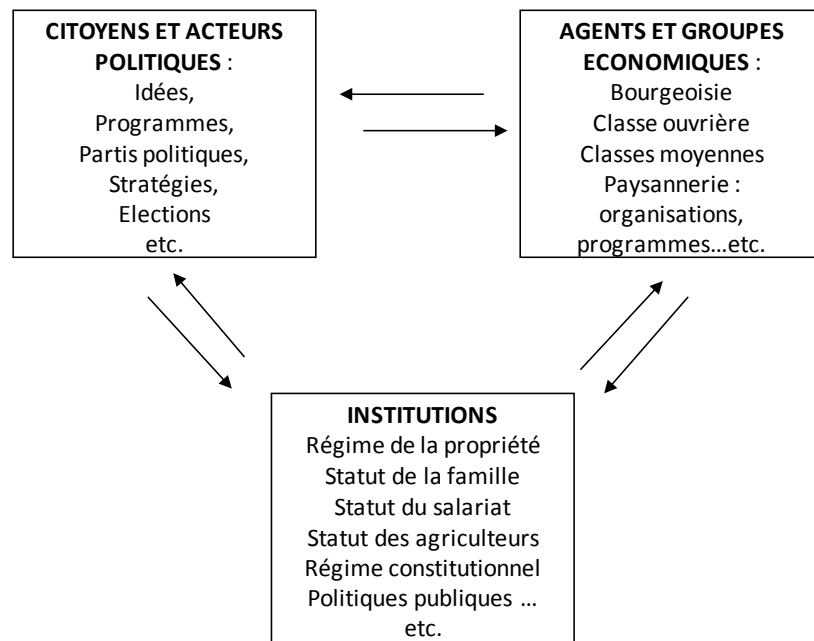 CITOYENS ET ACTEURS
POLITIQUES :
Idées,
Programmes,
Partis politiques,
Stratégies,
Elections
etc.
AGENTS ET GROUPES
ECONOMIQUES :
Bourgeoisie
Classe ouvrière
Classes moyennes
Paysannerie :
organisations,
programmes…etc.
INSTITUTIONS
Régime de la propriété
Statut de la famille
Statut du salariat
Statut des agriculteurs
Régime constitutionnel
Politiques publiques …
etc.